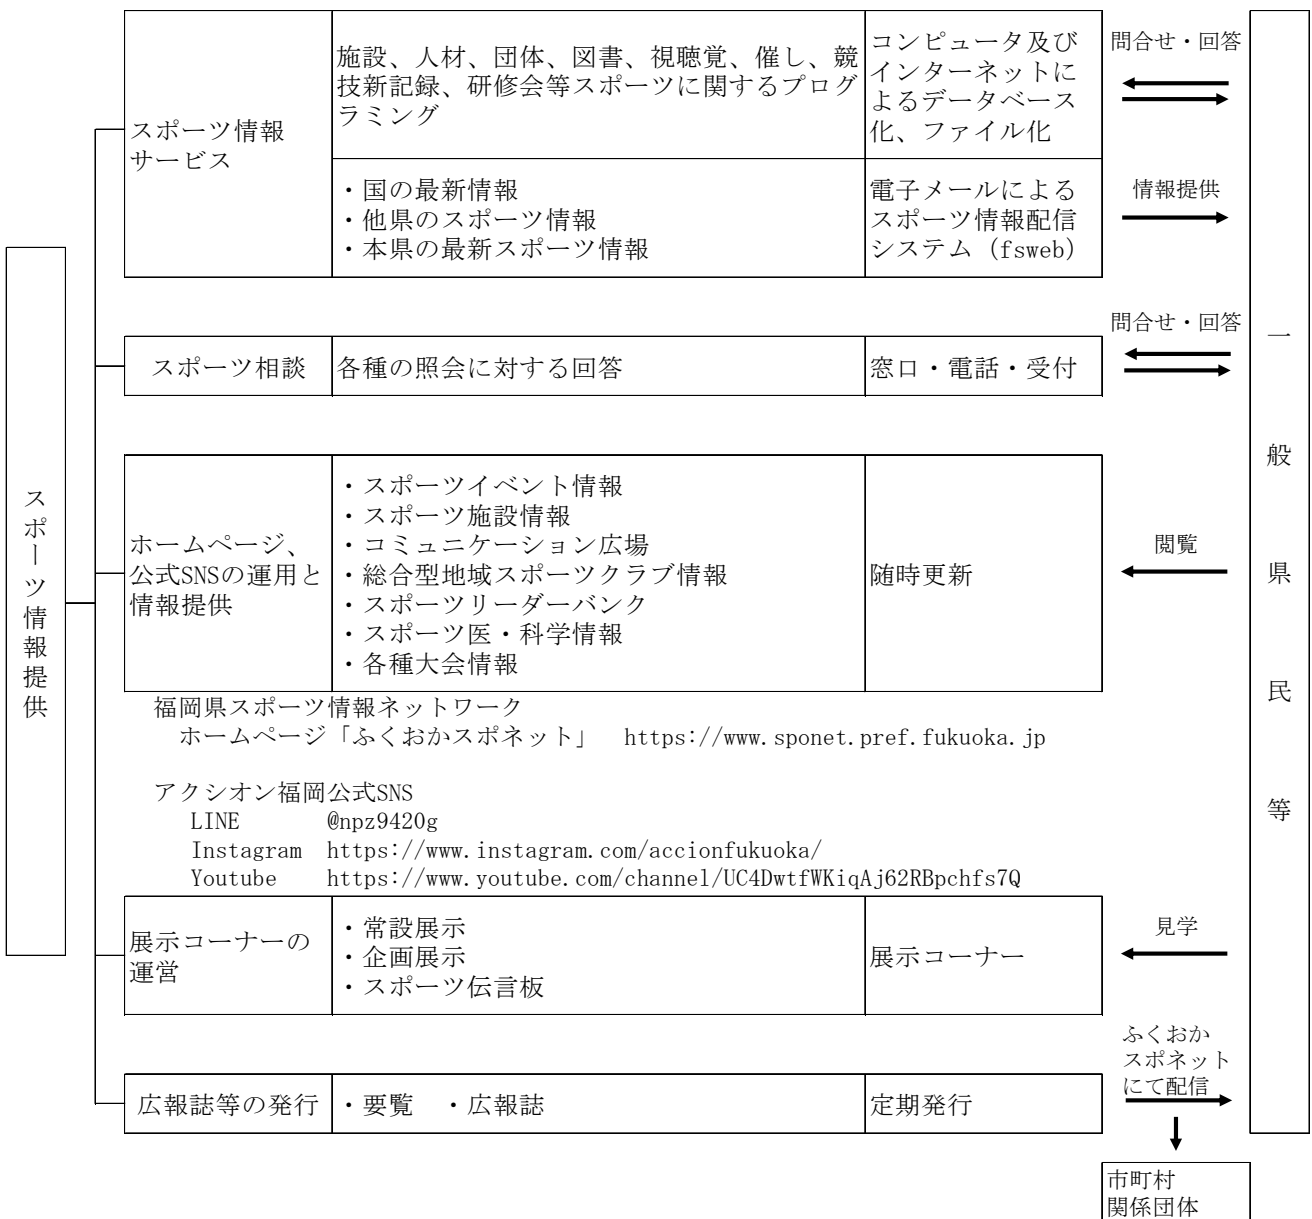 スポーツ情報提供
スポーツ情報
サービス
施設、人材、団体、図書、視聴覚、催し、競
技新記録、研修会等スポーツに関するプログ
ラミング
コンピュータ及び
インターネットに
よるデータベース
化、ファイル化
問合せ・回答
・国の最新情報
・他県のスポーツ情報
・本県の最新スポーツ情報
電子メールによる
スポーツ情報配信
システム（fsweb）
情報提供
スポーツ相談
各種の照会に対する回答
窓口・電話・受付
問合せ・回答
ホームページ、
公式SNSの運用と
情報提供
・スポーツイベント情報
・スポーツ施設情報
・コミュニケーション広場
・総合型地域スポーツクラブ情報
・スポーツリーダーバンク
・スポーツ医・科学情報
・各種大会情報
随時更新
閲覧
福岡県スポーツ情報ネットワーク
ホームページ「ふくおかスポネット」　https://www.sponet.pref.fukuoka.jp
アクシオン福岡公式SNS
LINE　@npz9420g
Instagram　https://www.instagram.com/accionfukuoka/
Youtube　https://www.youtube.com/channel/UC4DwtfWKiqAj62RBpchfs7Q
展示コーナーの
運営
・常設展示
・企画展示
・スポーツ伝言板
展示コーナー
見学
広報誌等の発行
・要覧　・広報誌
定期発行
ふくおか
スポネット
にて配信
一般県民等
市町村
関係団体